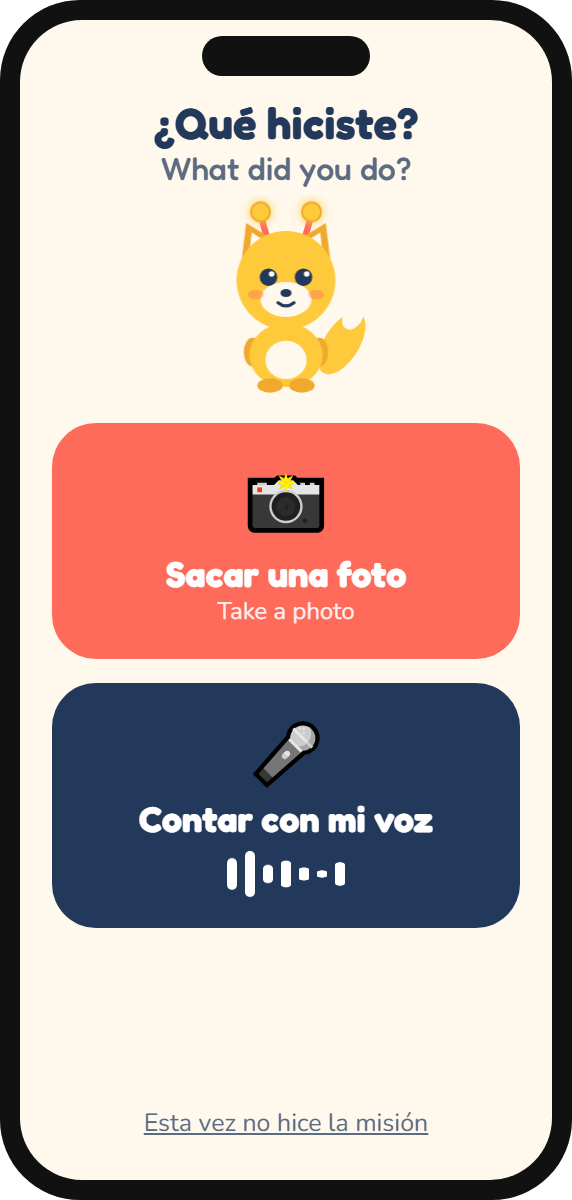 ¿Qué hiciste?
What did you do?
Sacar una foto
Take a photo
Contar con mi voz
Esta vez no hice la misión